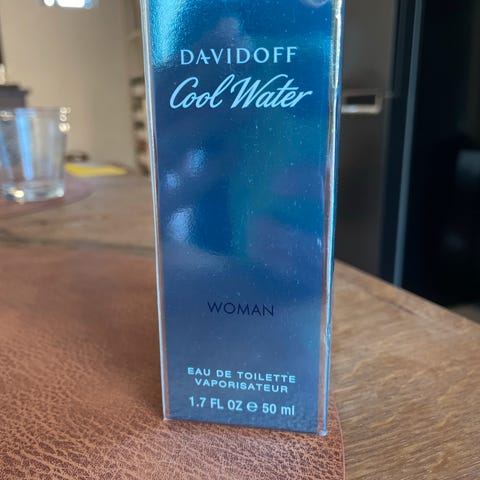 DAVIDOFF
Cool Water
WOMAN
EAU DE TOILETTE
VAPORISATEUR
1.7 FL OZ ℮ 50 ml